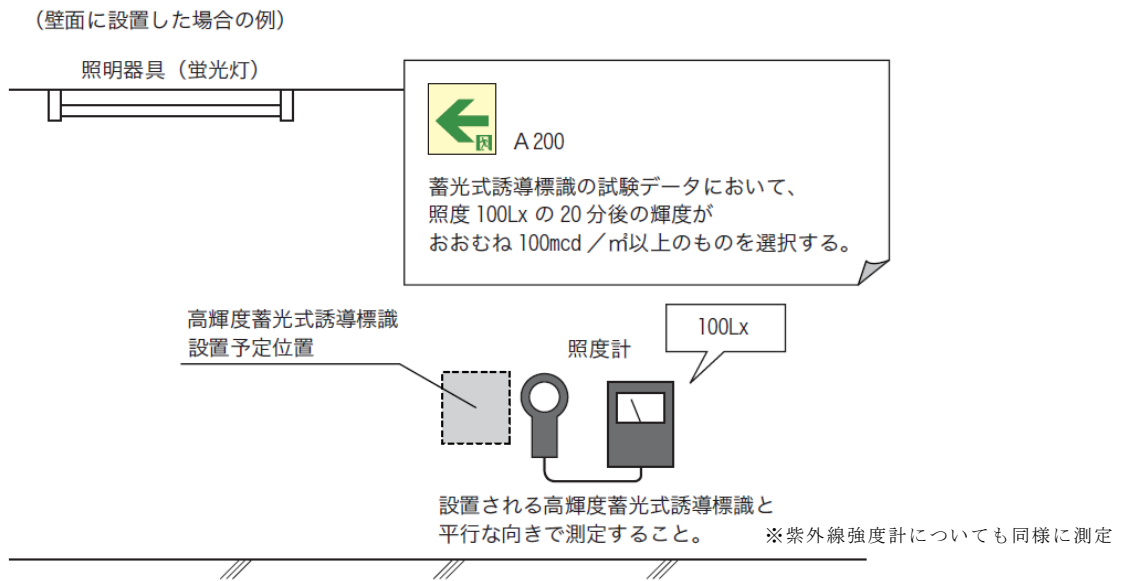 （壁面に設置した場合の例）
照明器具（蛍光灯）
A200
蓄光式誘導標識の試験データにおいて、
照度 100Lx の 20 分後の輝度が
おおむね 100mcd ／㎡以上のものを選択する。
高輝度蓄光式誘導標識
設置予定位置
照度計
100Lx
設置される高輝度蓄光式誘導標識と
平行な向きで測定すること。
※紫外線強度計についても同様に測定